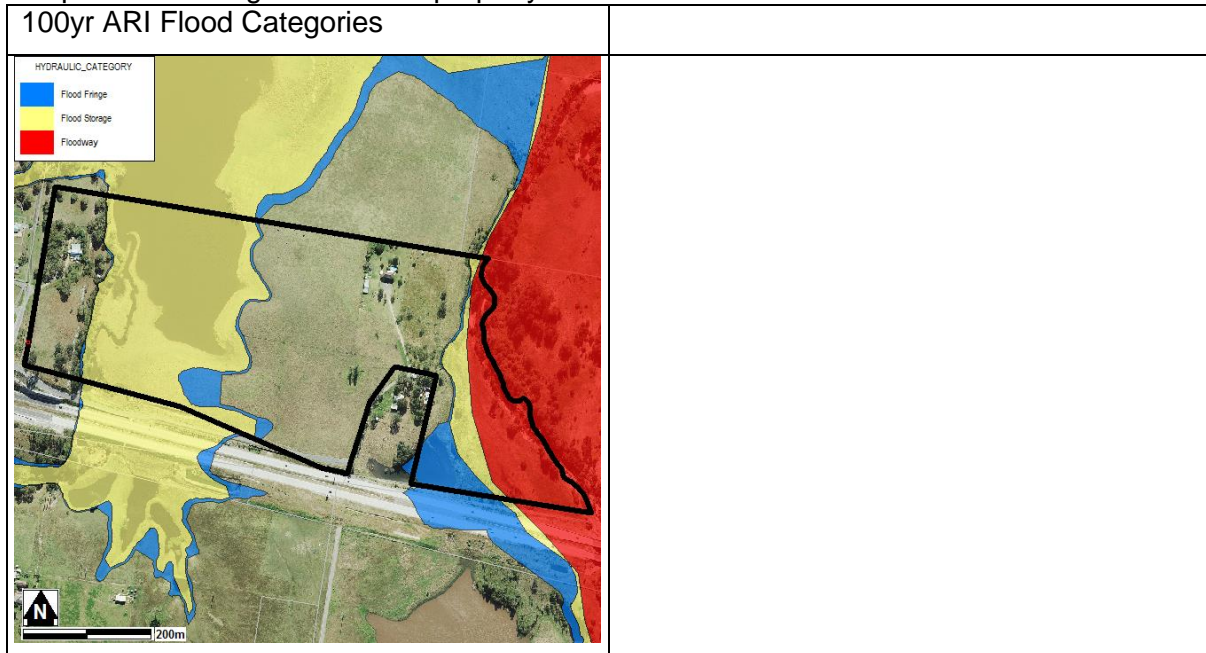 100yr ARI Flood Categories
HYDRAULIC_CATEGORY
Flood Fringe
Flood Storage
Floodway
N
200m